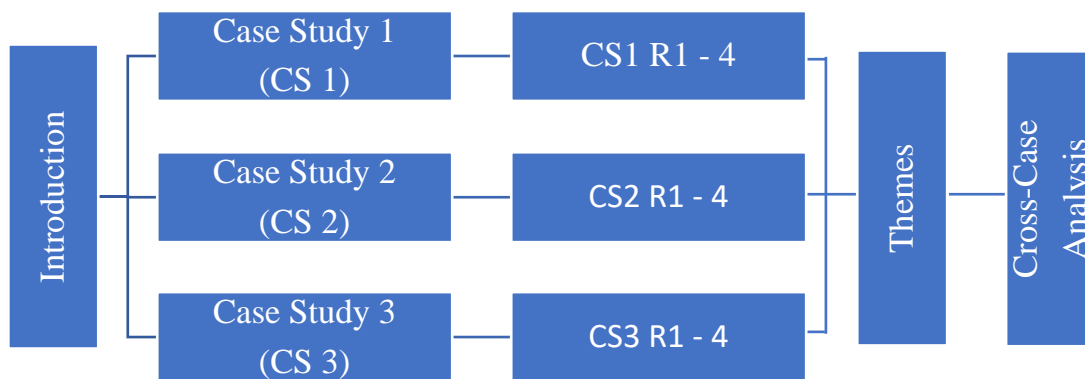 Introduction
Case Study 1
(CS 1)
CS1 R1 - 4
Case Study 2
(CS 2)
CS2 R1 - 4
Case Study 3
(CS 3)
CS3 R1 - 4
Themes
Cross-Case
Analysis